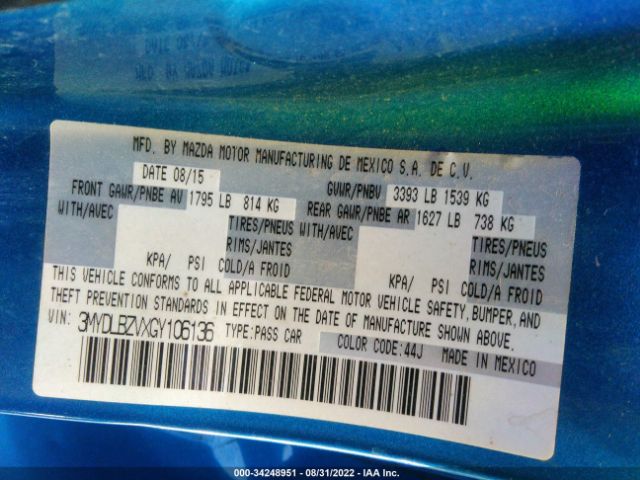 MFD. BY MAZDA MOTOR MANUFACTURING DE MEXICO S.A. DE C.V.
DATE 08/15 GVWR/PNBV 3393 LB 1539 KG
FRONT GAWR/PNBE AV 1795 LB 814 KG REAR GAWR/PNBE AR 1627 LB 738 KG
WITH/AVEC TIRES/PNEUS WITH/AVEC TIRES/PNEUS
RIMS/JANTES RIMS/JANTES
KPA/ PSI COLD/A FROID KPA/ PSI COLD/A FROID
THIS VEHICLE CONFORMS TO ALL APPLICABLE FEDERAL MOTOR VEHICLE SAFETY, BUMPER, AND
THEFT PREVENTION STANDARDS IN EFFECT ON THE DATE OF MANUFACTURE SHOWN ABOVE.
VIN: 3MYDLBZVXGY106136 TYPE:PASS CAR COLOR CODE:44J MADE IN MEXICO
000-34248951 - 08/31/2022 - IAA Inc.